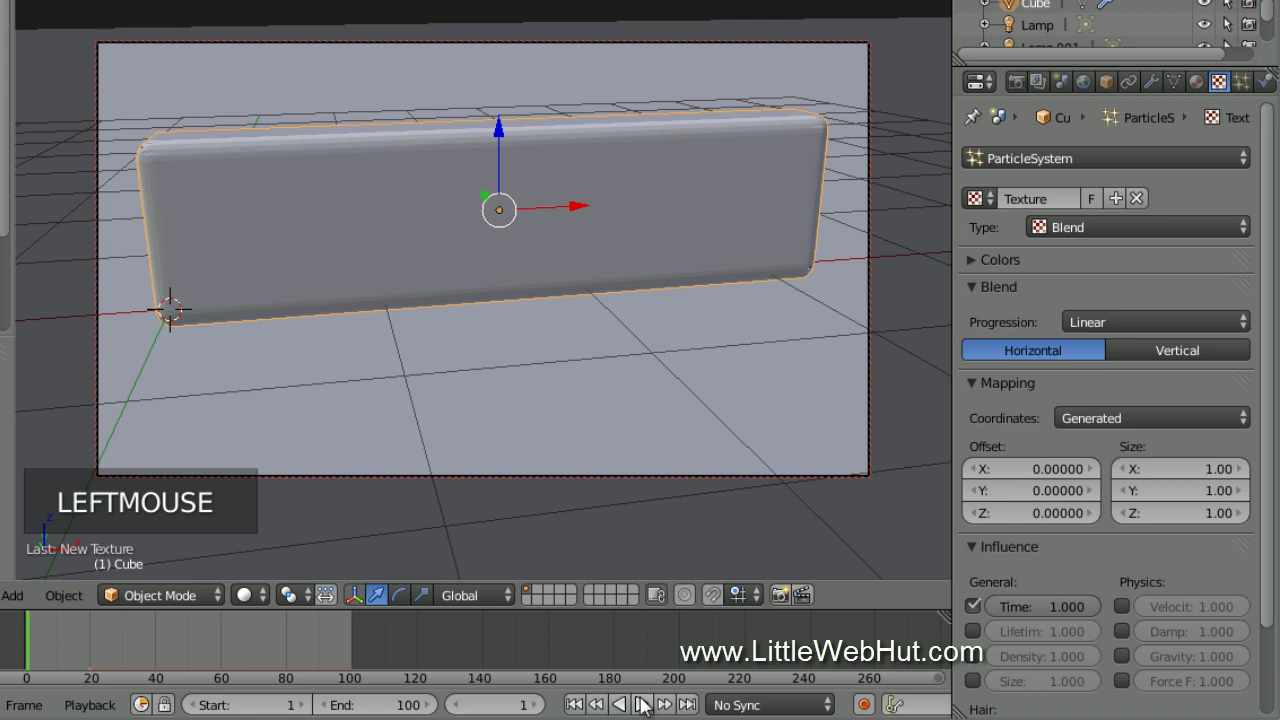 Cube
Lamp
Lamp.001
Cu
ParticleS
Text
ParticleSystem
Texture
F
Type:
Blend
Colors
Blend
Progression:
Linear
Horizontal
Vertical
Mapping
Coordinates:
Generated
Offset:
Size:
X: 0.00000
X: 1.00
Y: 0.00000
Y: 1.00
Z: 0.00000
Z: 1.00
Influence
General:
Physics:
Time: 1.000
Velocit: 1.000
Lifetim: 1.000
Damp: 1.000
Density: 1.000
Gravity: 1.000
Size: 1.000
Force F: 1.000
Hair:
LEFTMOUSE
z
x
Last: New Texture
(1) Cube
Add
Object
Object Mode
Global
0 20 40 60 80 100 120 140 160 180 200 220 240 260
www.LittleWebHut.com
Frame
Playback
Start: 1
End: 100
1
No Sync